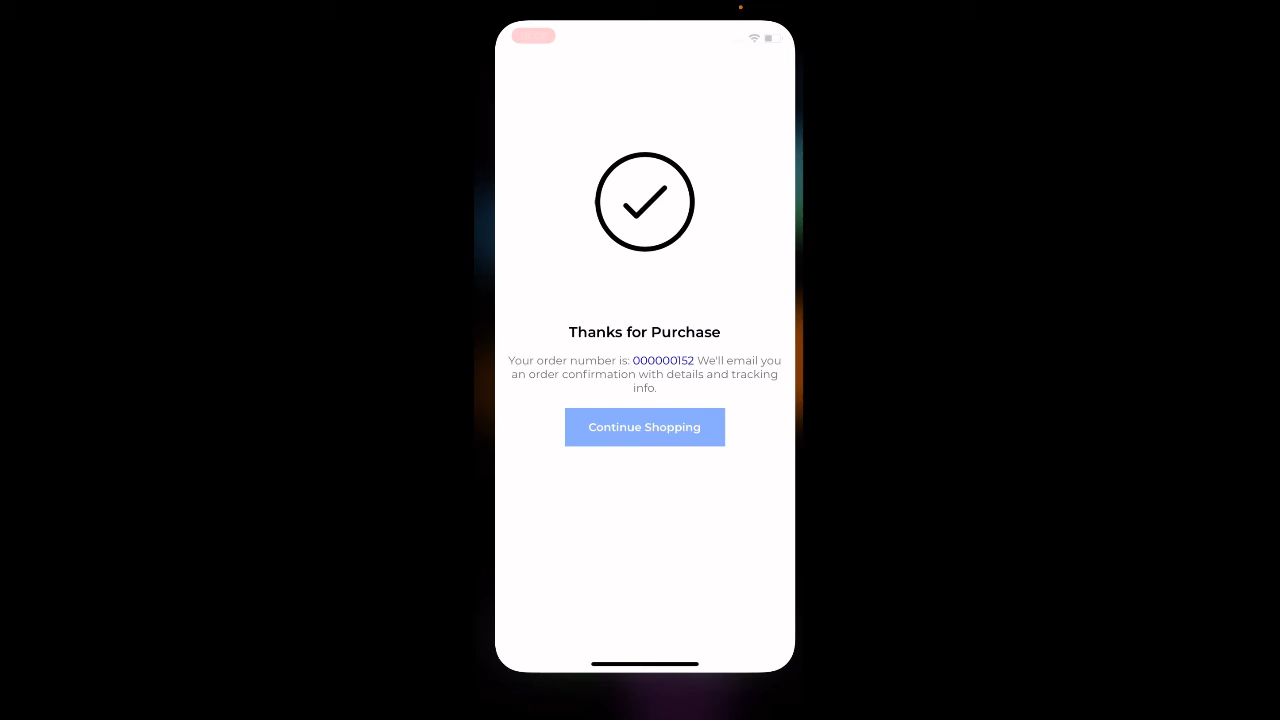 Thanks for Purchase
Your order number is: 000000152 We'll email you
an order confirmation with details and tracking
info.
Continue Shopping